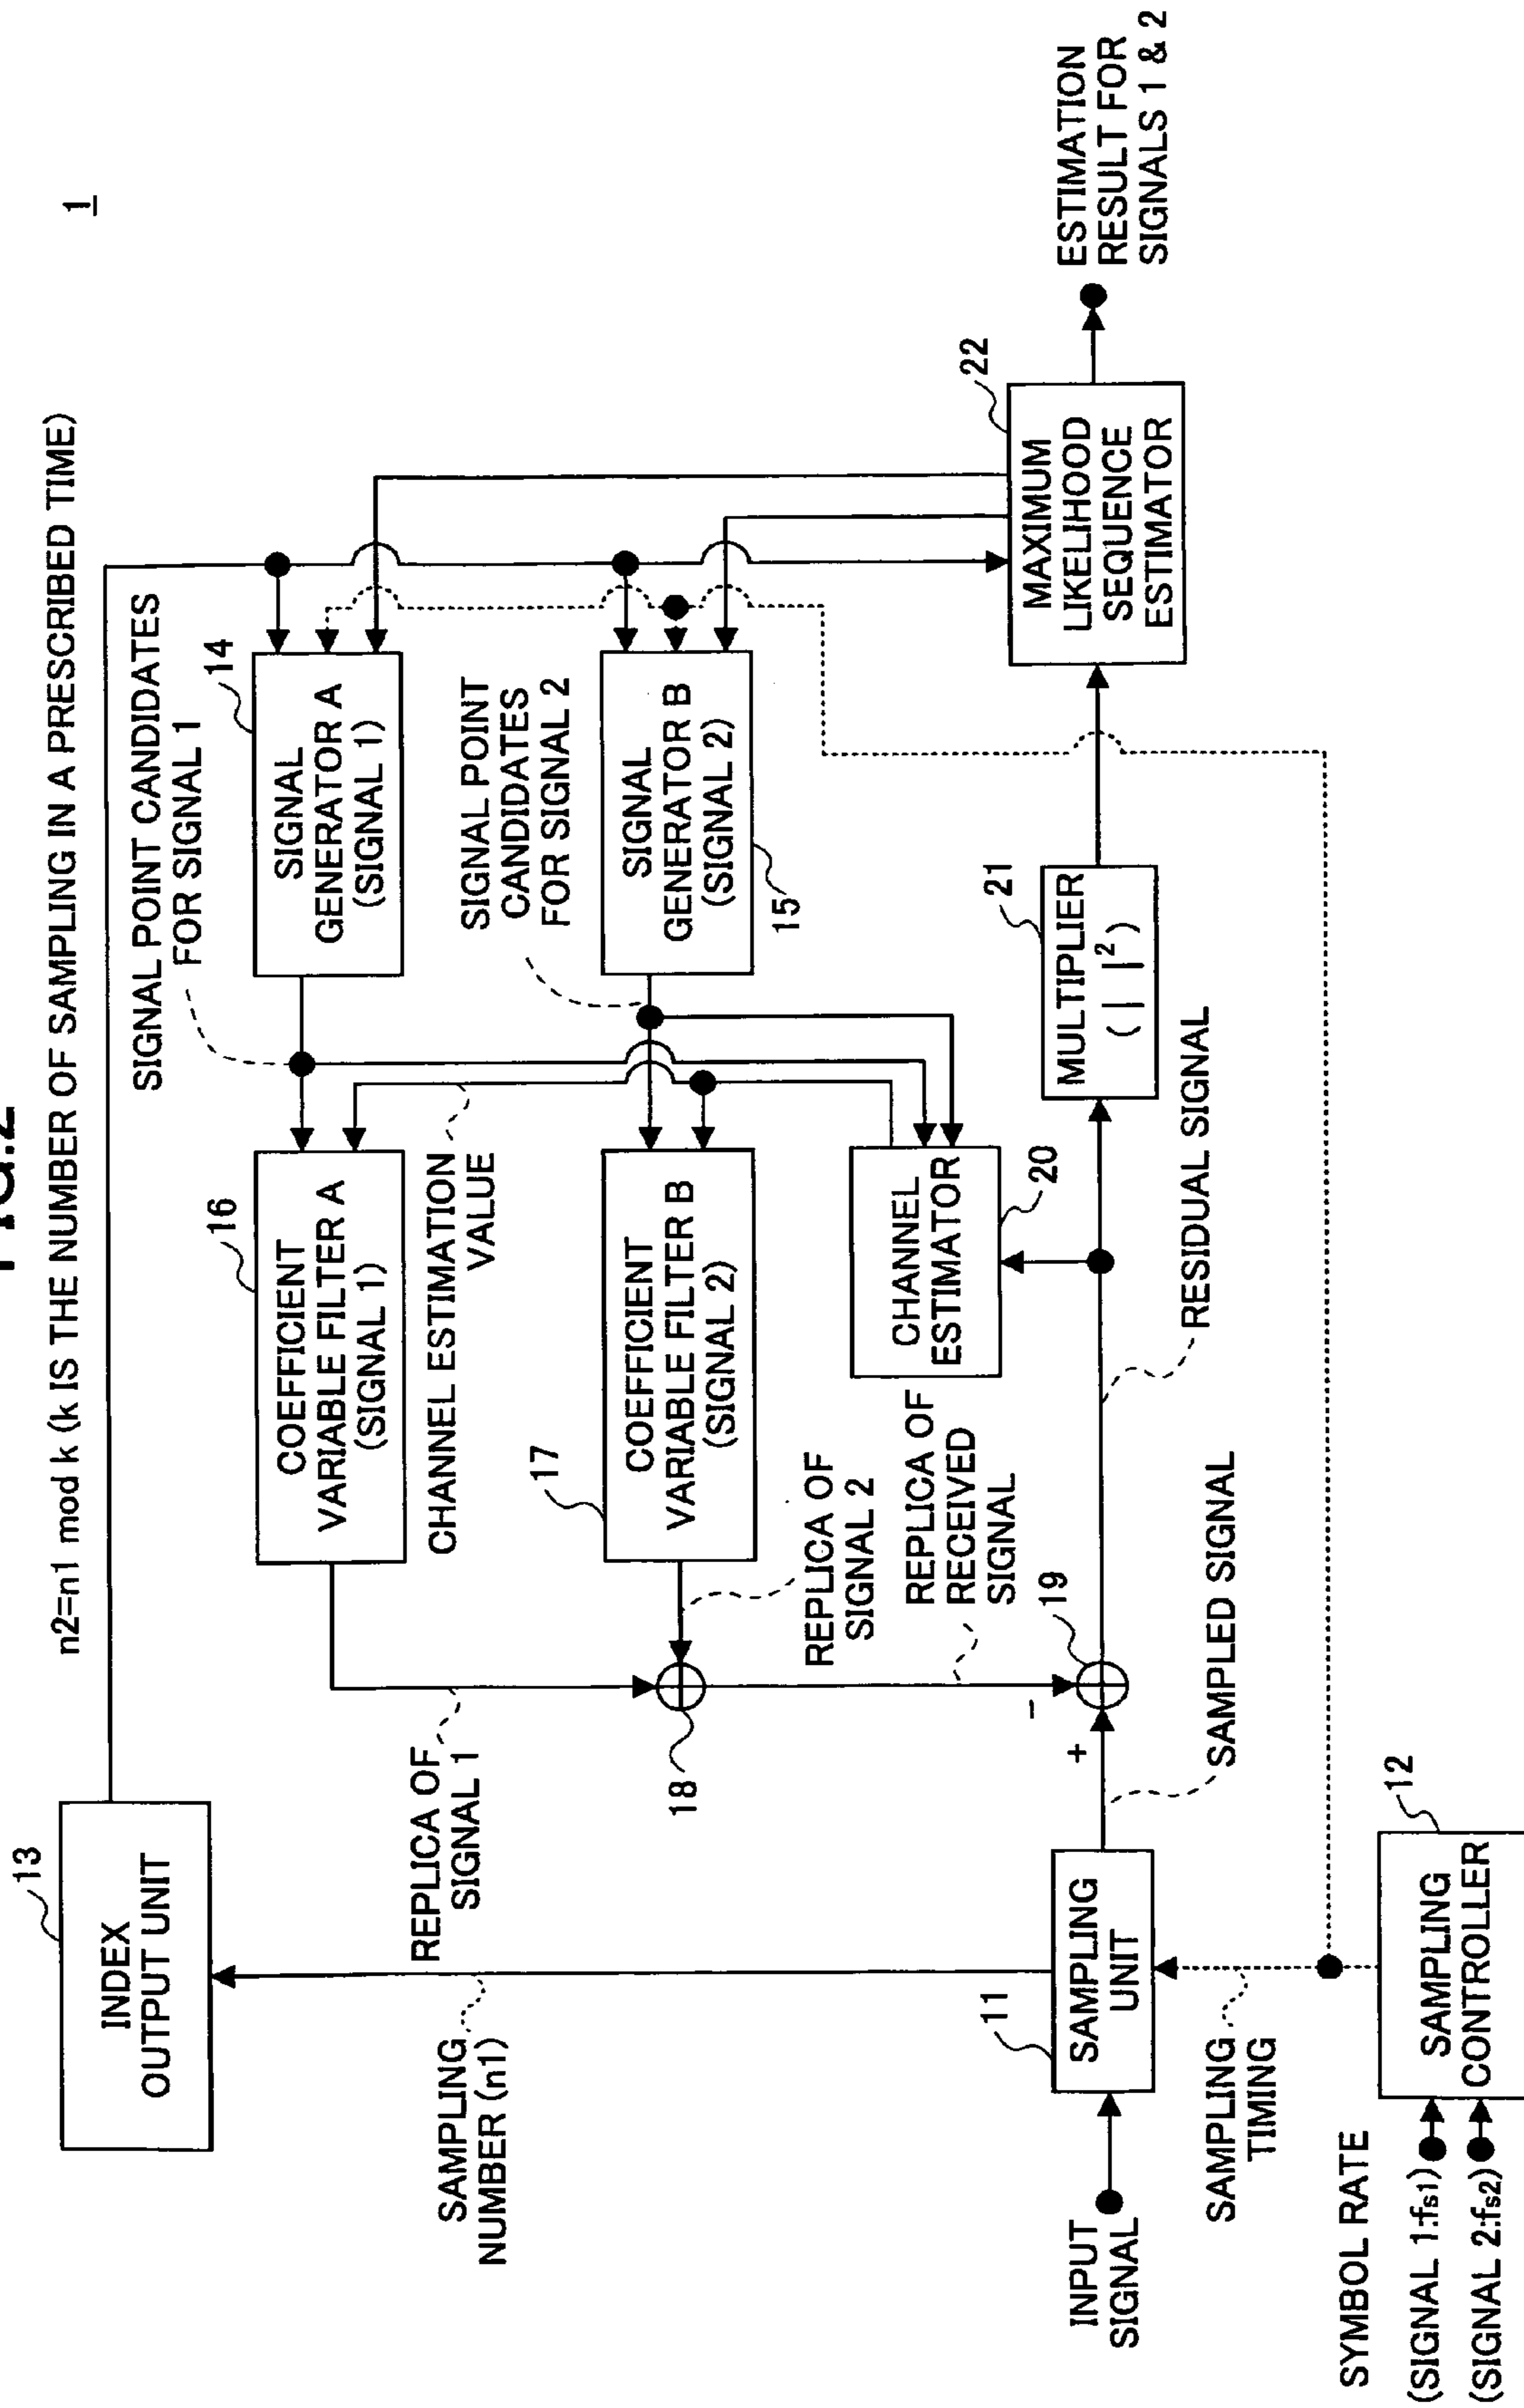 FIG.2
n2=n1 mod k (k IS THE NUMBER OF SAMPLING IN A PRESCRIBED TIME)
1
13
INDEX
OUTPUT UNIT
SIGNAL POINT CANDIDATES
FOR SIGNAL 1
16
COEFFICIENT
VARIABLE FILTER A
(SIGNAL 1)
14
SIGNAL
GENERATOR A
(SIGNAL 1)
REPLICA OF
SIGNAL 1
CHANNEL ESTIMATION
VALUE
SIGNAL POINT
CANDIDATES
FOR SIGNAL 2
SAMPLING
NUMBER (n1)
17
COEFFICIENT
VARIABLE FILTER B
(SIGNAL 2)
SIGNAL
GENERATOR B
(SIGNAL 2)
15
18
REPLICA OF
SIGNAL 2
REPLICA OF
RECEIVED
SIGNAL
CHANNEL
ESTIMATOR
20
22
MAXIMUM
LIKELIHOOD
SEQUENCE
ESTIMATOR
ESTIMATION
RESULT FOR
SIGNALS 1 & 2
INPUT
SIGNAL
11
SAMPLING
UNIT
+
-
19
21
MULTIPLIER
( | |2 )
SAMPLED SIGNAL
RESIDUAL SIGNAL
SAMPLING
TIMING
SYMBOL RATE
(SIGNAL 1:fs1)
(SIGNAL 2:fs2)
12
SAMPLING
CONTROLLER